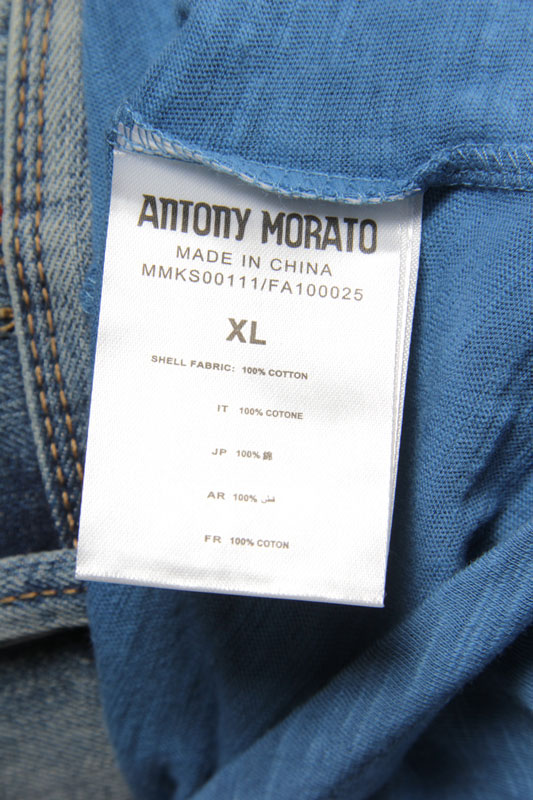 ANTONY MORATO
MADE IN CHINA
MMKS00111/FA100025
XL
SHELL FABRIC: 100% COTTON
IT 100% COTONE
JP 100% 綿
AR 100%
FR 100% COTON